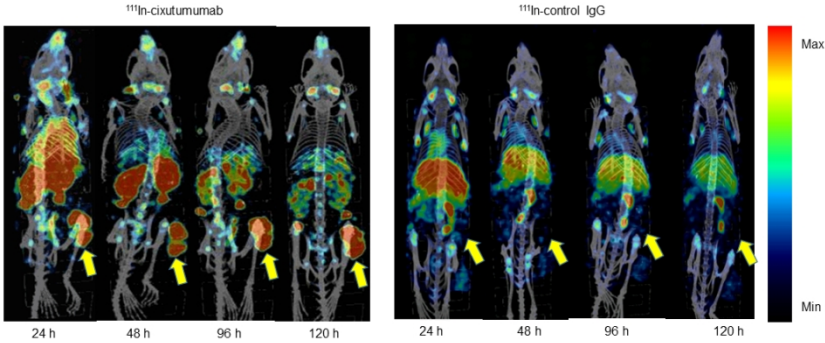 ¹¹¹In-cixutumumab
¹¹¹In-control IgG
Max
Min
24 h
48 h
96 h
120 h
24 h
48 h
96 h
120 h